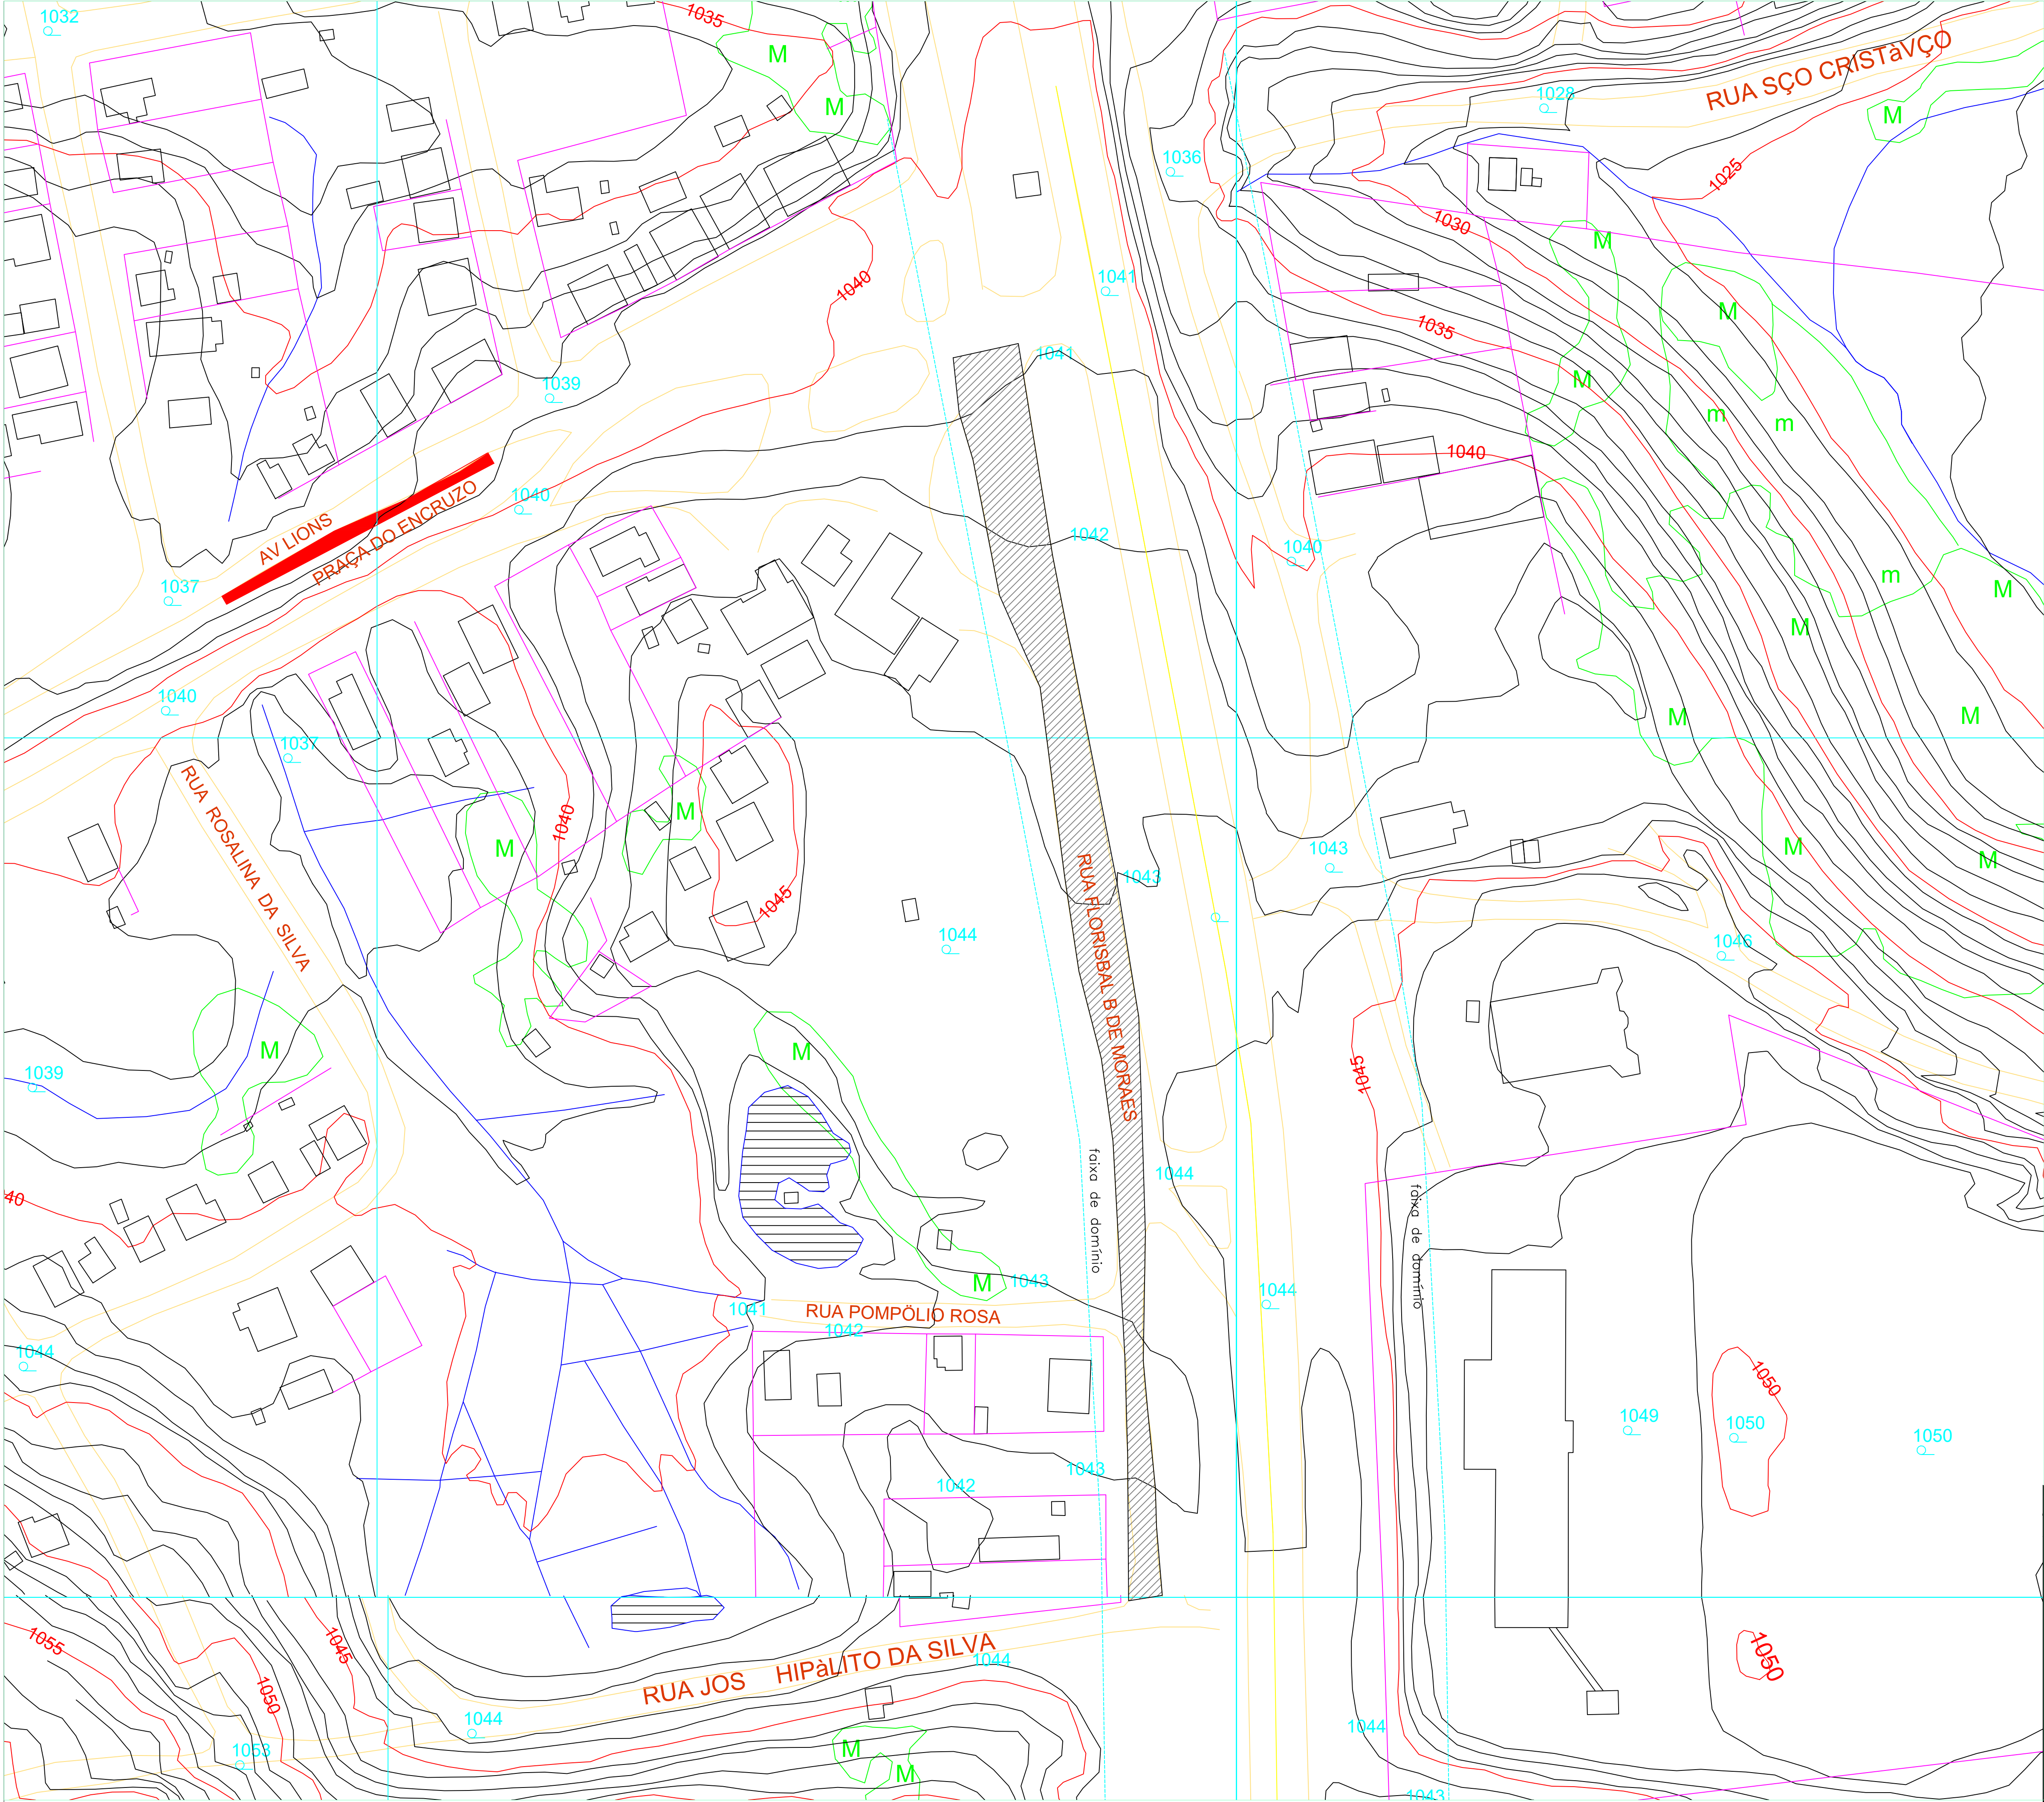 1032
1035
M
M
RUA SÇO CRISTàVÇO
1028
M
1036
1025
1030
M
1041
1040
M
1035
1041
1039
M
m
m
1040
1040
AV LIONS
PRAÇA DO ENCRUZO
1042
1040
m
M
1037
M
1040
M
M
1037
RUA ROSALINA DA SILVA
M
1040
M
1043
M
M
RUA FLORISBAL B DE MORAES
1043
1045
1044
1046
M
M
1039
1045
1044
faixa de domínio
faixa de domínio
40
M
1043
1044
1041
RUA POMPÖLIO ROSA
1042
1044
1050
1049
1050
1050
1043
1042
1055
1045
RUA JOS HIPàLITO DA SILVA
1044
1050
1050
1044
1044
1053
M
M
1043